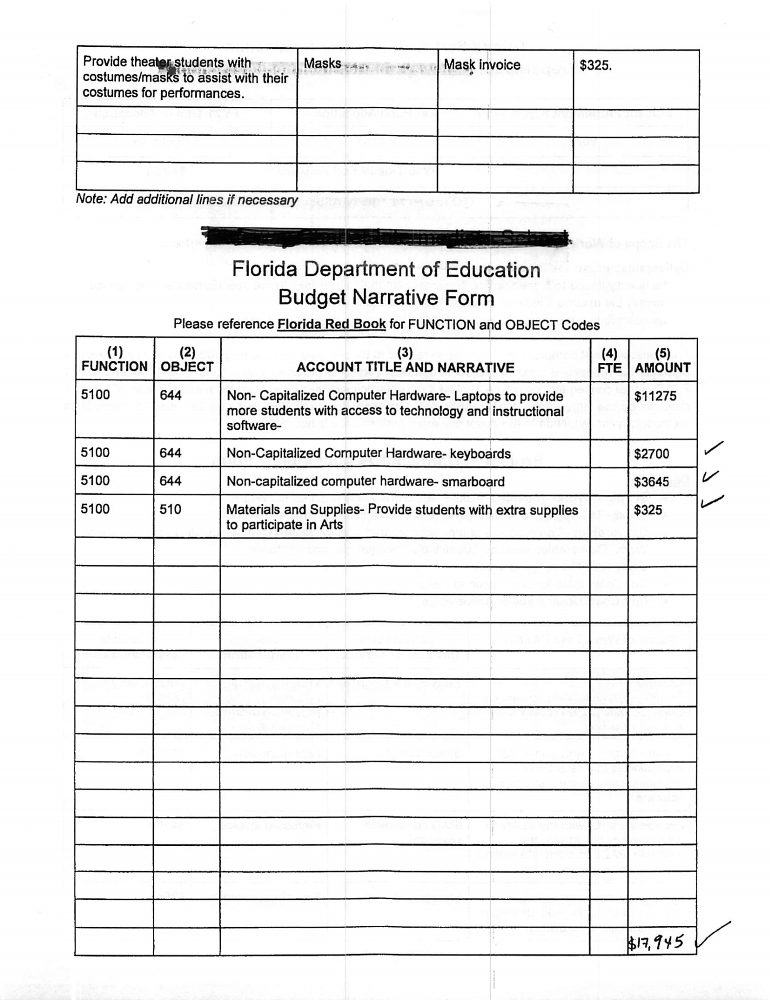 Provide theater students with
costumes/masks to assist with their
costumes for performances.
Masks
Mask invoice
$325.
Note: Add additional lines if necessary
School
Florida Department of Education
Budget Narrative Form
Please reference Florida Red Book for FUNCTION and OBJECT Codes
(1)
FUNCTION
(2)
OBJECT
(3)
ACCOUNT TITLE AND NARRATIVE
(4)
FTE
(5)
AMOUNT
5100
644
Non- Capitalized Computer Hardware- Laptops to provide
more students with access to technology and instructional
software-
$11275
5100
644
Non-Capitalized Computer Hardware- keyboards
$2700
5100
644
Non-capitalized computer hardware- smarboard
$3645
5100
510
Materials and Supplies- Provide students with extra supplies
to participate in Arts
$325
$17,945